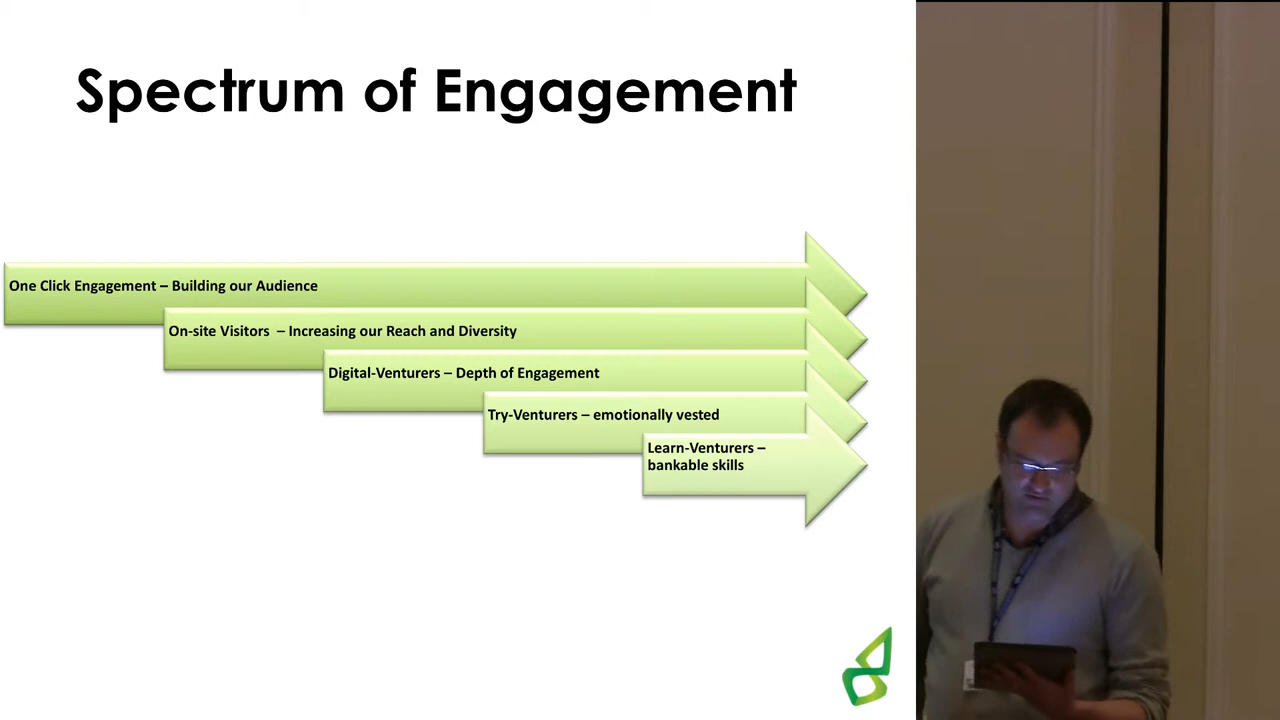 Spectrum of Engagement
One Click Engagement – Building our Audience
On-site Visitors – Increasing our Reach and Diversity
Digital-Venturers – Depth of Engagement
Try-Venturers – emotionally vested
Learn-Venturers –
bankable skills